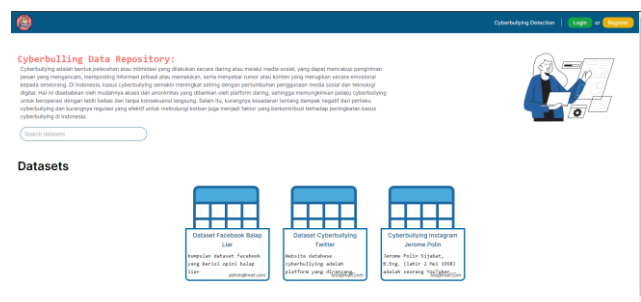 Cyberbullying Detection
Login or Register
Cyberbulling Data Repository:
Cyberbullying adalah bentuk pelecehan atau intimidasi yang dilakukan secara daring atau melalui media sosial, yang dapat mencakup pengiriman
pesan yang mengancam, memposting informasi pribadi atau memalukan, serta menyebar rumor atau konten yang merugikan secara emosional
kepada seseorang. Di Indonesia, kasus cyberbullying semakin meningkat seiring dengan pertumbuhan penggunaan media sosial dan teknologi
digital. Hal ini disebabkan oleh mudahnya akses dan anonimitas yang diberikan oleh platform daring, sehingga memungkinkan pelaku cyberbullying
untuk beroperasi dengan lebih bebas dan tanpa konsekuensi langsung. Selain itu, kurangnya kesadaran tentang dampak negatif dari perilaku
cyberbullying dan kurangnya regulasi yang efektif untuk melindungi korban juga menjadi faktor yang berkontribusi terhadap peningkatan kasus
cyberbullying di Indonesia.
Search datasets
Datasets
Dataset Facebook Balap
Liar
Kumpulan dataset facebook
yang berisi opini balap
liar
admin@mail.com
Dataset Cyberbullying
Twitter
Website database
cyberbullying adalah
platform yang dirancang
Cyberbullying Instagram
Jerome Polin
Jerome Polin Sijabat,
B.Eng. (lahir 2 Mei 1998)
adalah seorang YouTuber